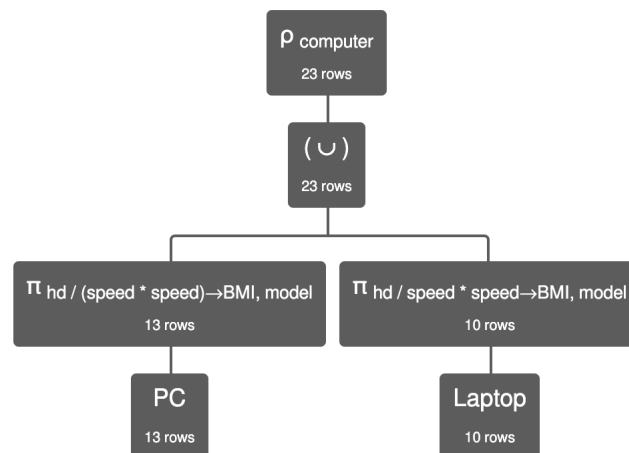 ρ computer
23 rows
( ∪ )
23 rows
π hd / (speed * speed)→BMI, model
13 rows
π hd / speed * speed→BMI, model
10 rows
PC
13 rows
Laptop
10 rows